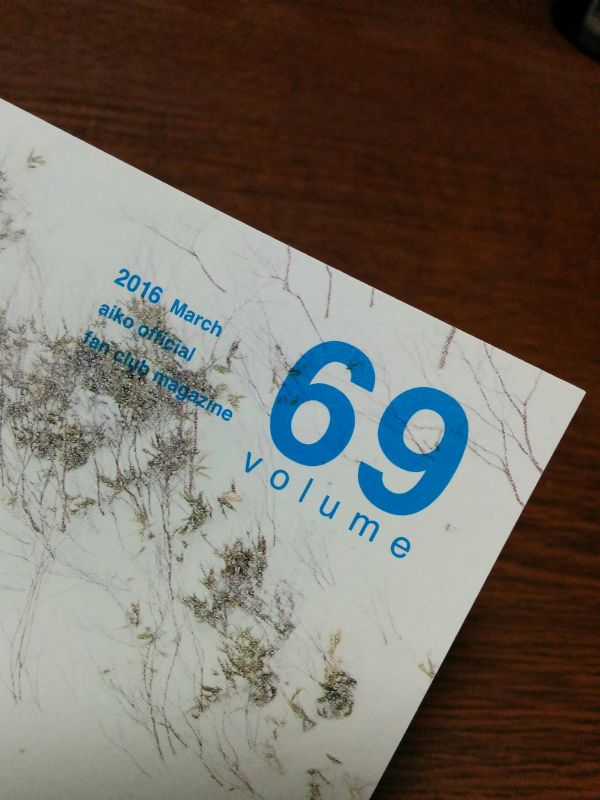 2016 March
aiko official
fan club magazine
69
volume